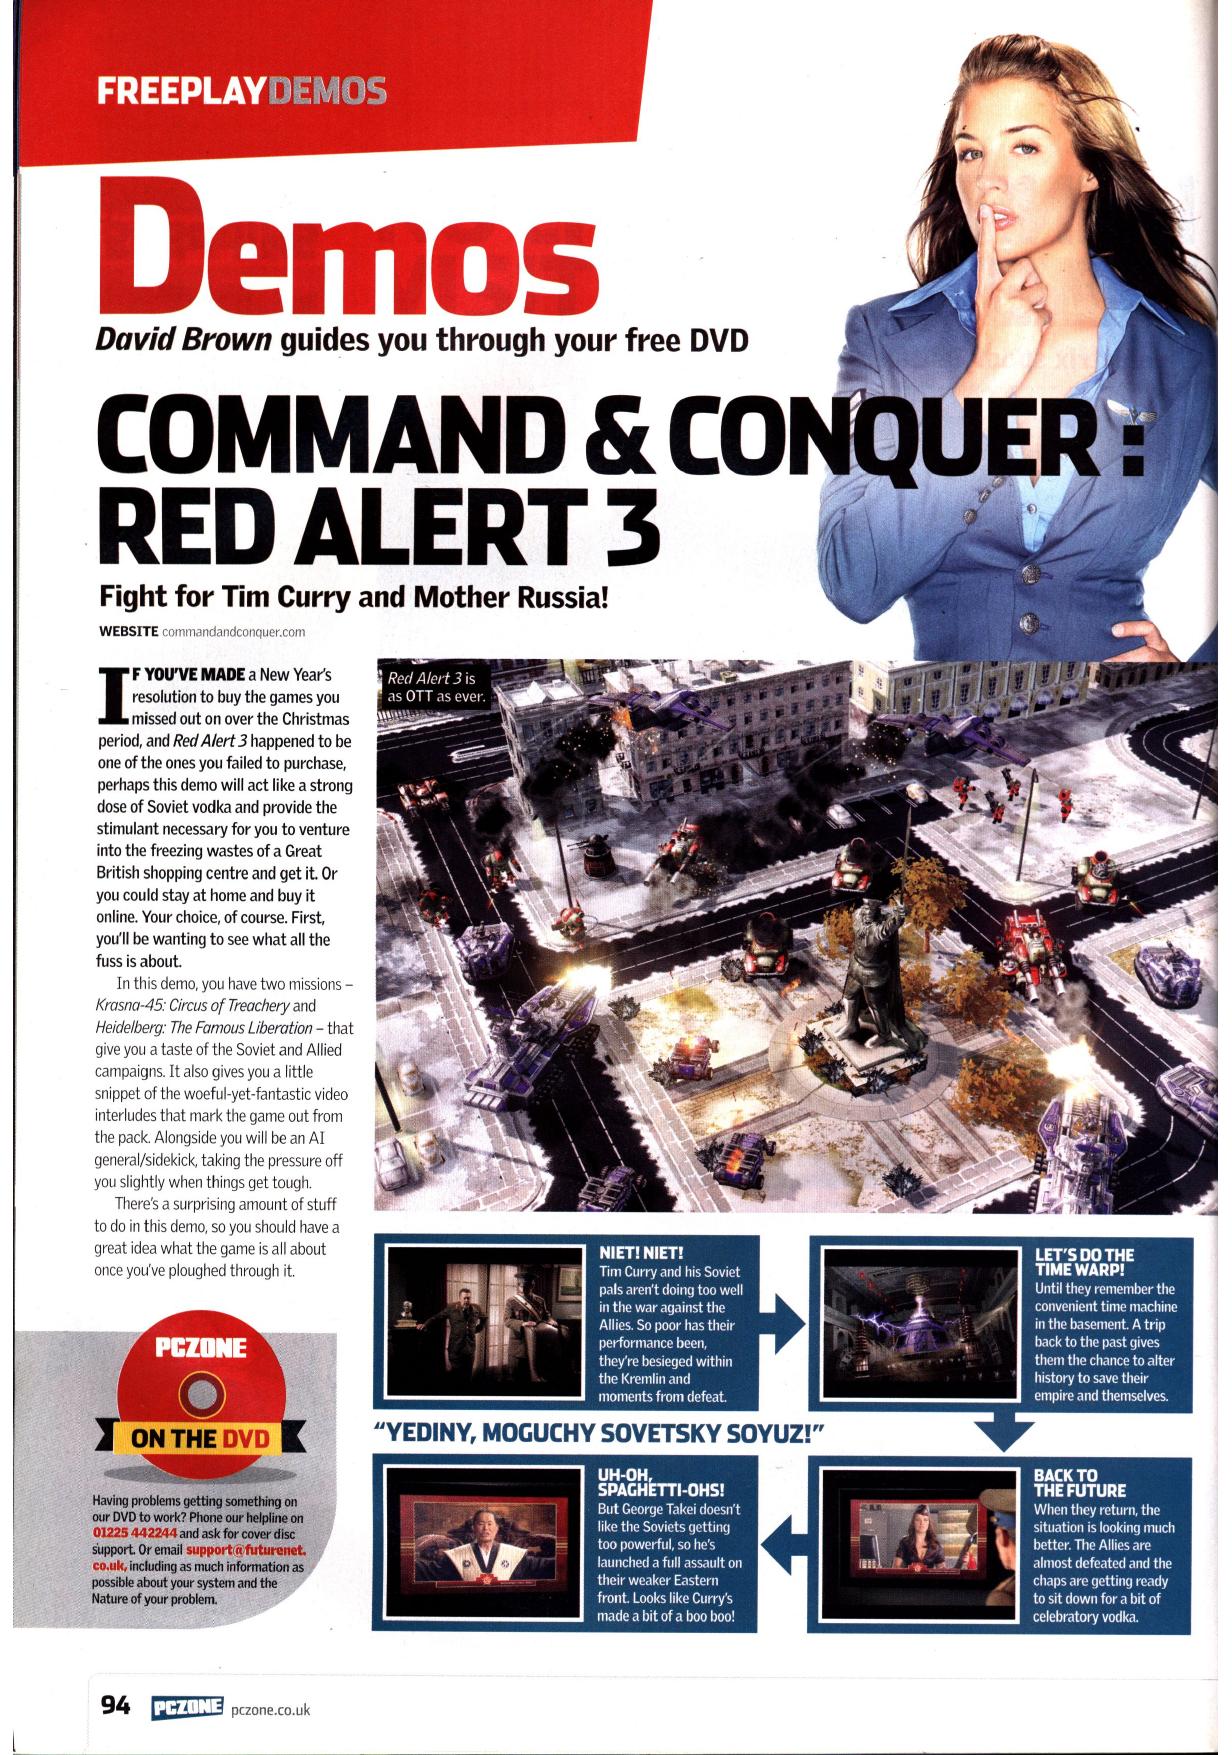 FREEPLAYDEMOS
Demos
David Brown guides you through your free DVD
COMMAND & CONQUER :
RED ALERT 3
Fight for Tim Curry and Mother Russia!
WEBSITE commandandconquer.com
IF YOU'VE MADE a New Year's
resolution to buy the games you
missed out on over the Christmas
period, and Red Alert 3 happened to be
one of the ones you failed to purchase,
perhaps this demo will act like a strong
dose of Soviet vodka and provide the
stimulant necessary for you to venture
into the freezing wastes of a Great
British shopping centre and get it. Or
you could stay at home and buy it
online. Your choice, of course. First,
you'll be wanting to see what all the
fuss is about.
In this demo, you have two missions –
Krasna-45: Circus of Treachery and
Heidelberg: The Famous Liberation – that
give you a taste of the Soviet and Allied
campaigns. It also gives you a little
snippet of the woeful-yet-fantastic video
interludes that mark the game out from
the pack. Alongside you will be an AI
general/sidekick, taking the pressure off
you slightly when things get tough.
There's a surprising amount of stuff
to do in this demo, so you should have a
great idea what the game is all about
once you've ploughed through it.
Red Alert 3 is
as OTT as ever.
NIET! NIET!
Tim Curry and his Soviet
pals aren't doing too well
in the war against the
Allies. So poor has their
performance been,
they're besieged within
the Kremlin and
moments from defeat.
LET'S DO THE
TIME WARP!
Until they remember the
convenient time machine
in the basement. A trip
back to the past gives
them the chance to alter
history to save their
empire and themselves.
"YEDINY, MOGUCHY SOVETSKY SOYUZ!"
BACK TO
THE FUTURE
When they return, the
situation is looking much
better. The Allies are
almost defeated and the
chaps are getting ready
to sit down for a bit of
celebratory vodka.
UH-OH,
SPAGHETTI-OHS!
But George Takei doesn't
like the Soviets getting
too powerful, so he's
launched a full assault on
their weaker Eastern
front. Looks like Curry's
made a bit of a boo boo!
PCZONE
ON THE DVD
Having problems getting something on
our DVD to work? Phone our helpline on
01225 442244 and ask for cover disc
support. Or email support@futurenet.
co.uk, including as much information as
possible about your system and the
Nature of your problem.
94 PCZONE pczone.co.uk